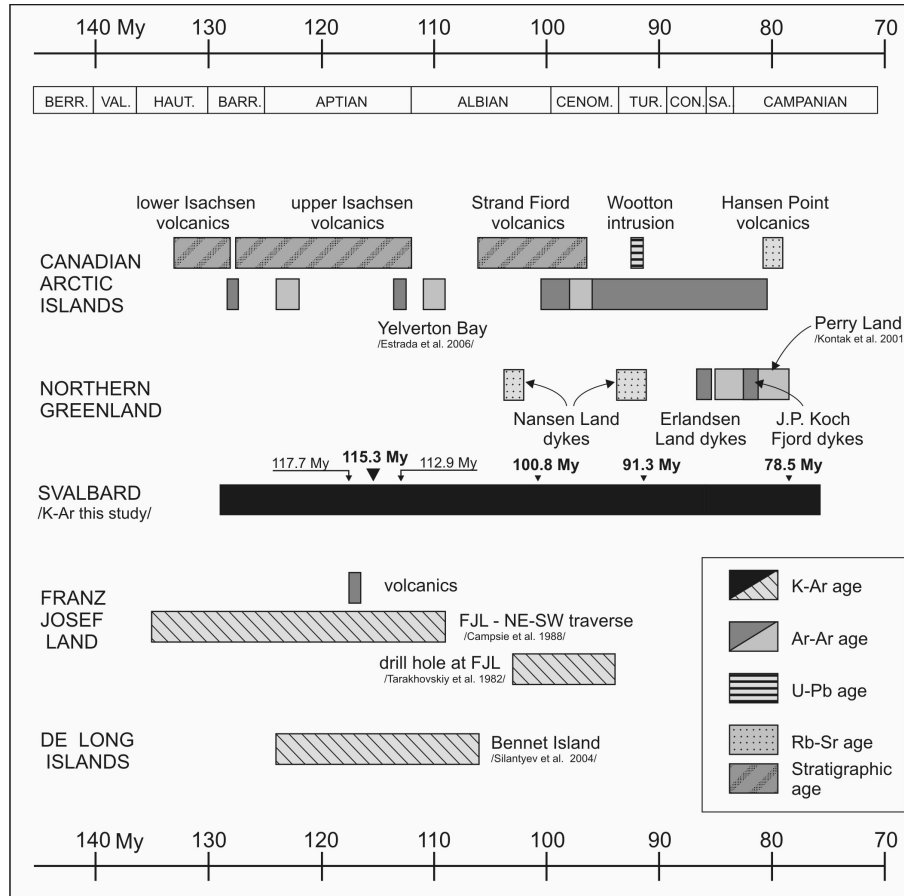 140 My 130 120 110 100 90 80 70
BERR. VAL. HAUT. BARR. APTIAN ALBIAN CENOM. TUR. CON. SA. CAMPANIAN
lower Isachsen volcanics
upper Isachsen volcanics
Strand Fiord volcanics
Wootton intrusion
Hansen Point volcanics
CANADIAN
ARCTIC
ISLANDS
Yelverton Bay
/Estrada et al. 2006/
Perry Land
/Kontak et al. 2001
NORTHERN
GREENLAND
Nansen Land
dykes
Erlandsen
Land dykes
J.P. Koch
Fjord dykes
117.7 My 115.3 My 112.9 My 100.8 My 91.3 My 78.5 My
SVALBARD
/K-Ar this study/
FRANZ
JOSEF
LAND
volcanics
FJL - NE-SW traverse
/Campsie et al. 1988/
drill hole at FJL
/Tarakhovskiy et al. 1982/
DE LONG
ISLANDS
Bennet Island
/Silantyev et al. 2004/
K-Ar age
Ar-Ar age
U-Pb age
Rb-Sr age
Stratigraphic
age
140 My 130 120 110 100 90 80 70